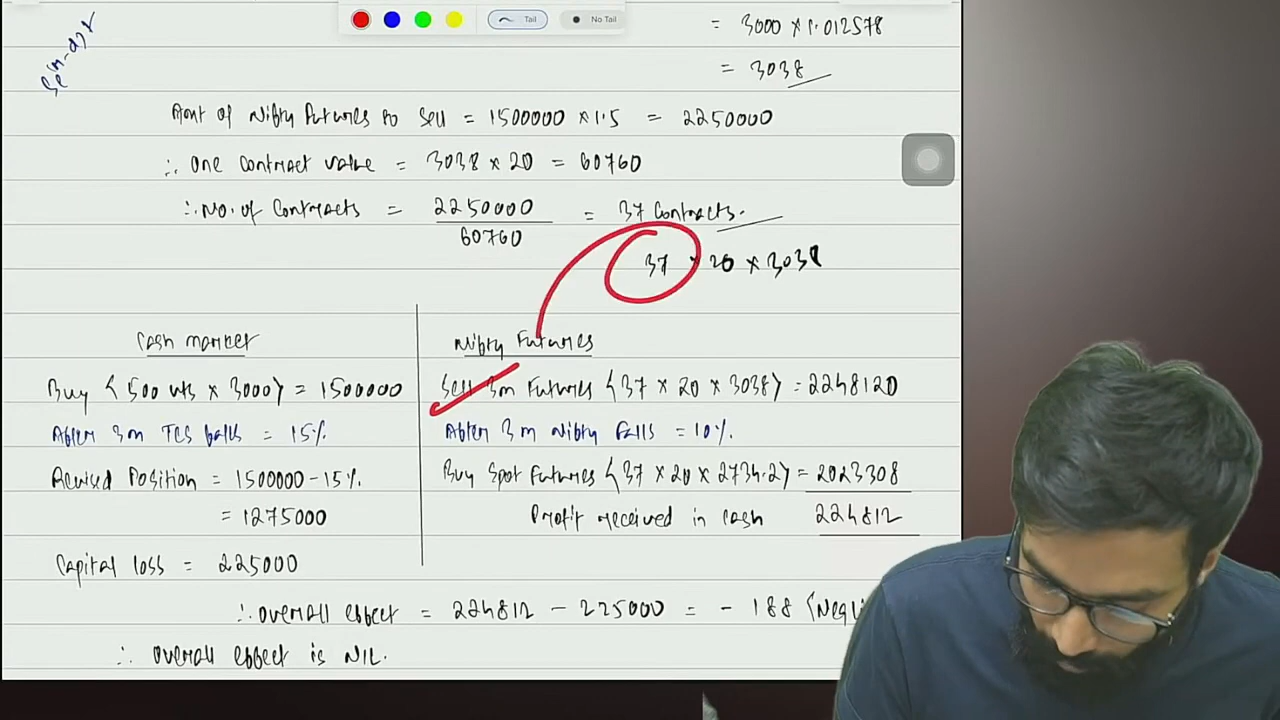 Tail
No Tail
= 3000 × 1.012578
= 3038
Amt of Nifty Futures to Sell = 1500000 × 1.5 = 2250000
∴ One Contract value = 3038 × 20 = 60760
∴ No. of Contracts = 2250000 / 60760 = 37 Contracts.
37 × 20 × 3038
Cash market
Buy {500 uts × 3000} = 1500000
After 3m TCS falls = 15%
Revised Position = 1500000 - 15%
= 1275000
Capital loss = 225000
Nifty Futures
Sell 3m Futures {37 × 20 × 3038} = 2248120
After 3m Nifty Falls = 10%.
Buy Spot Futures {37 × 20 × 2734.2} = 2023308
Profit received in cash 224812
∴ overall effect = 224812 - 225000 = - 188
∴ overall effect is NIL.